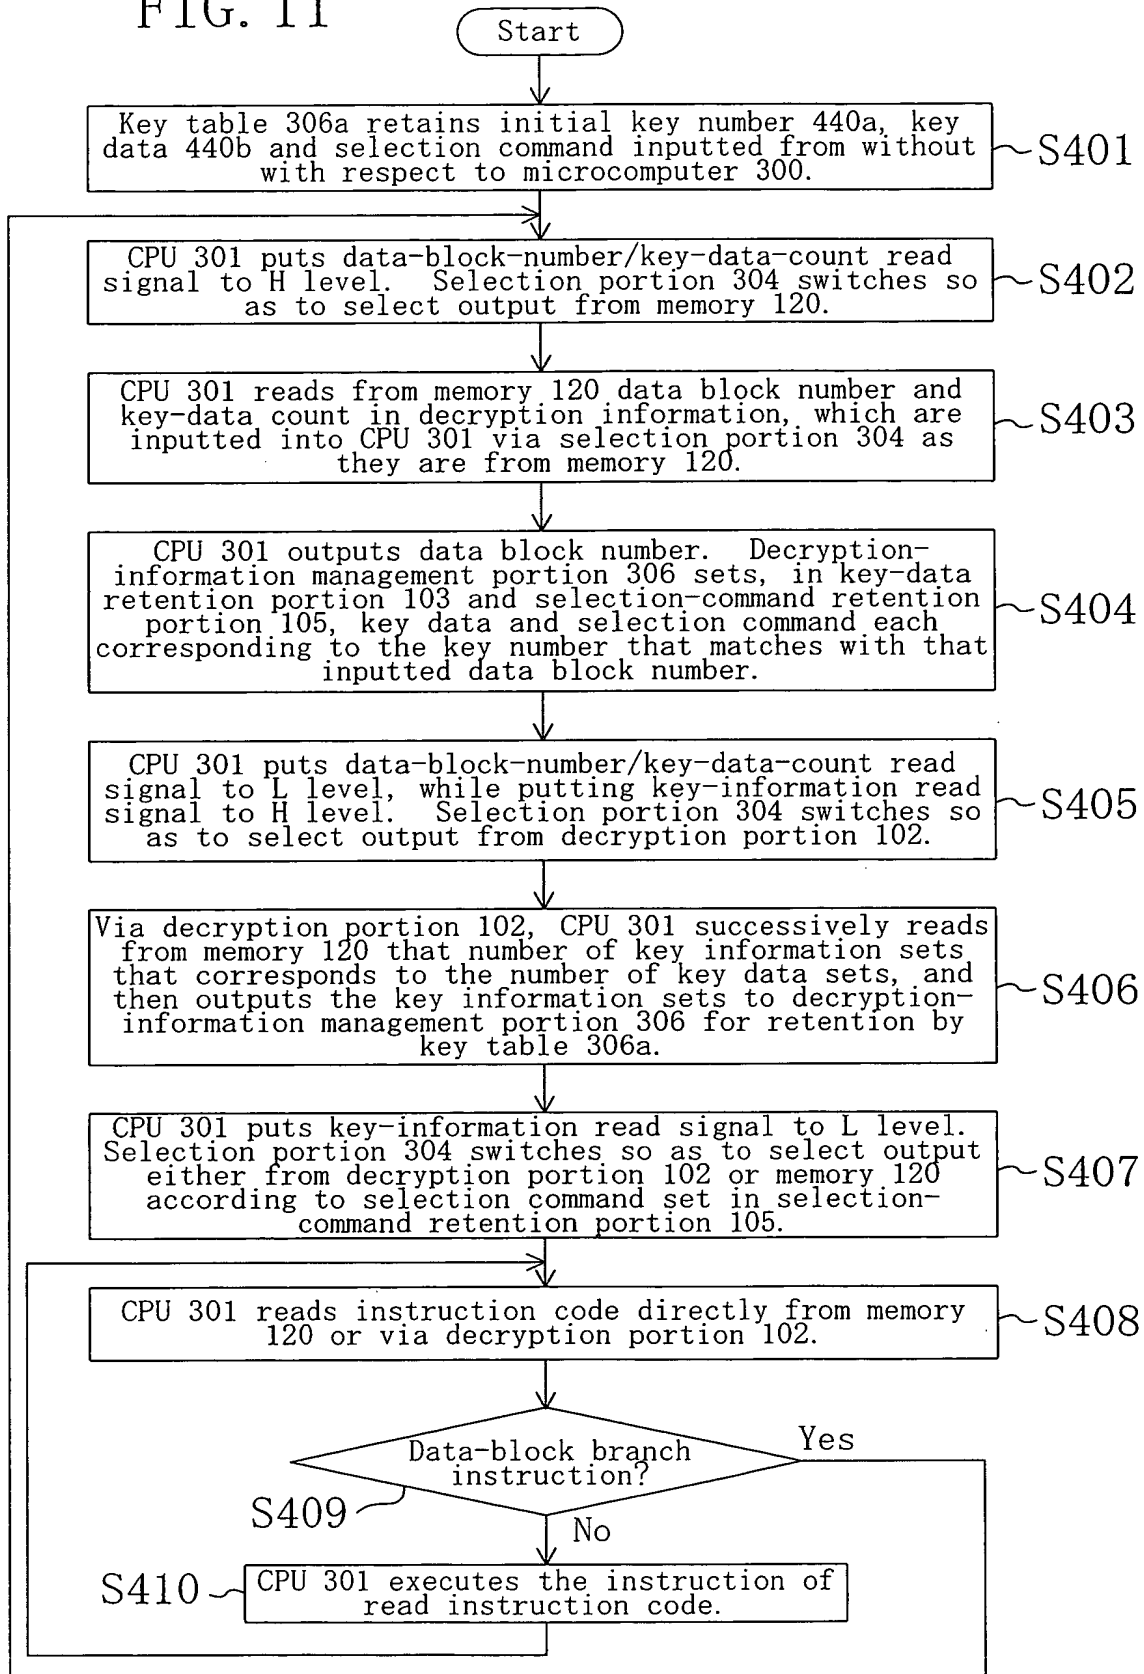 FIG. 11
Start
Key table 306a retains initial key number 440a, key
data 440b and selection command inputted from without
with respect to microcomputer 300.
S401
CPU 301 puts data-block-number/key-data-count read
signal to H level. Selection portion 304 switches so
as to select output from memory 120.
S402
CPU 301 reads from memory 120 data block number and
key-data count in decryption information, which are
inputted into CPU 301 via selection portion 304 as
they are from memory 120.
S403
CPU 301 outputs data block number. Decryption-
information management portion 306 sets, in key-data
retention portion 103 and selection-command retention
portion 105, key data and selection command each
corresponding to the key number that matches with that
inputted data block number.
S404
CPU 301 puts data-block-number/key-data-count read
signal to L level, while putting key-information read
signal to H level. Selection portion 304 switches so
as to select output from decryption portion 102.
S405
Via decryption portion 102, CPU 301 successively reads
from memory 120 that number of key information sets
that corresponds to the number of key data sets, and
then outputs the key information sets to decryption-
information management portion 306 for retention by
key table 306a.
S406
CPU 301 puts key-information read signal to L level.
Selection portion 304 switches so as to select output
either from decryption portion 102 or memory 120
according to selection command set in selection-
command retention portion 105.
S407
CPU 301 reads instruction code directly from memory
120 or via decryption portion 102.
S408
Data-block branch
instruction?
Yes
S409
No
S410
CPU 301 executes the instruction of
read instruction code.